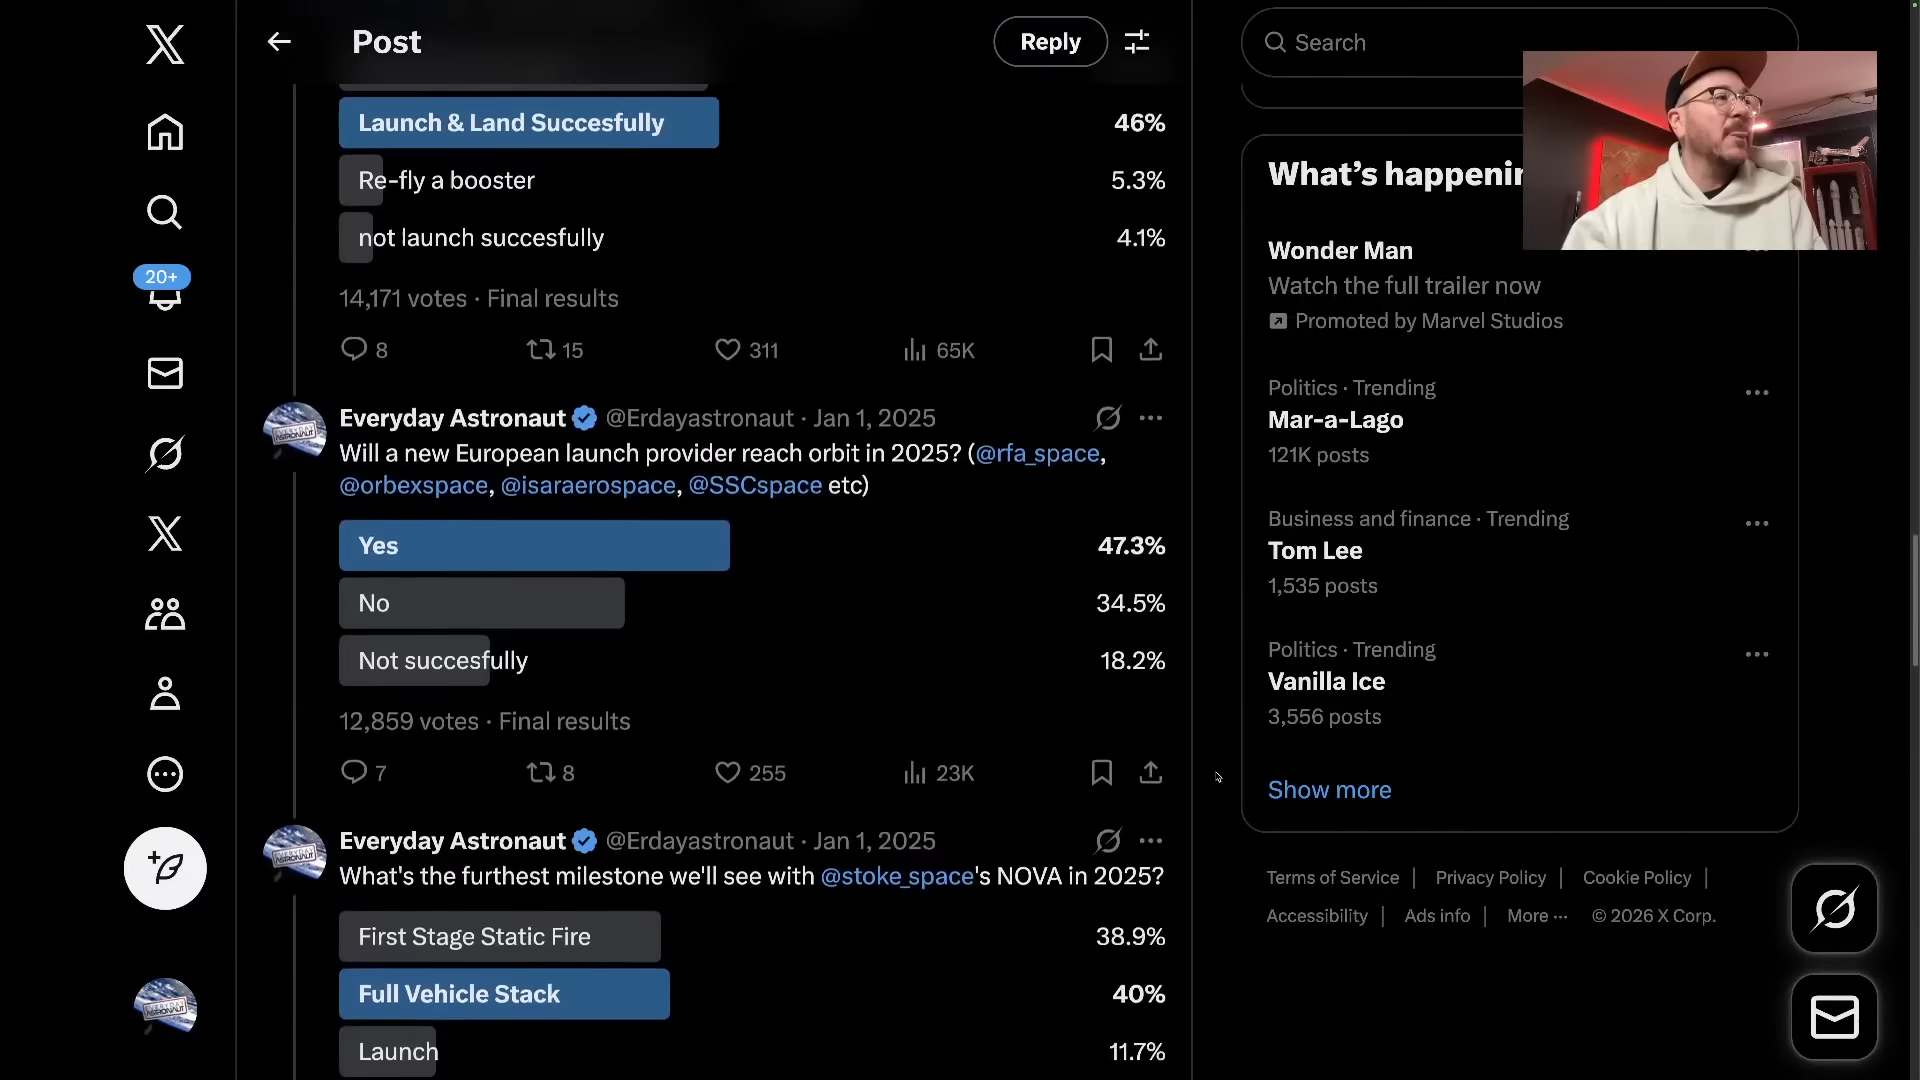 Post
Reply
Search
Launch & Land Succesfully 46%
Re-fly a booster 5.3%
not launch succesfully 4.1%
14,171 votes · Final results
8 15 311 65K
20+
Everyday Astronaut @Erdayastronaut · Jan 1, 2025
Will a new European launch provider reach orbit in 2025? (@rfa_space,
@orbexspace, @isaraerospace, @SSCspace etc)
Yes 47.3%
No 34.5%
Not succesfully 18.2%
12,859 votes · Final results
7 8 255 23K
Everyday Astronaut @Erdayastronaut · Jan 1, 2025
What's the furthest milestone we'll see with @stoke_space's NOVA in 2025?
First Stage Static Fire 38.9%
Full Vehicle Stack 40%
Launch 11.7%
What's
Wonder Man
Watch the full trailer now
Promoted by Marvel Studios
Politics · Trending
Mar-a-Lago
121K posts
Business and finance · Trending
Tom Lee
1,535 posts
Politics · Trending
Vanilla Ice
3,556 posts
Show more
Terms of Service | Privacy Policy | Cookie Policy |
Accessibility | Ads info | More ··· © 2026 X Corp.